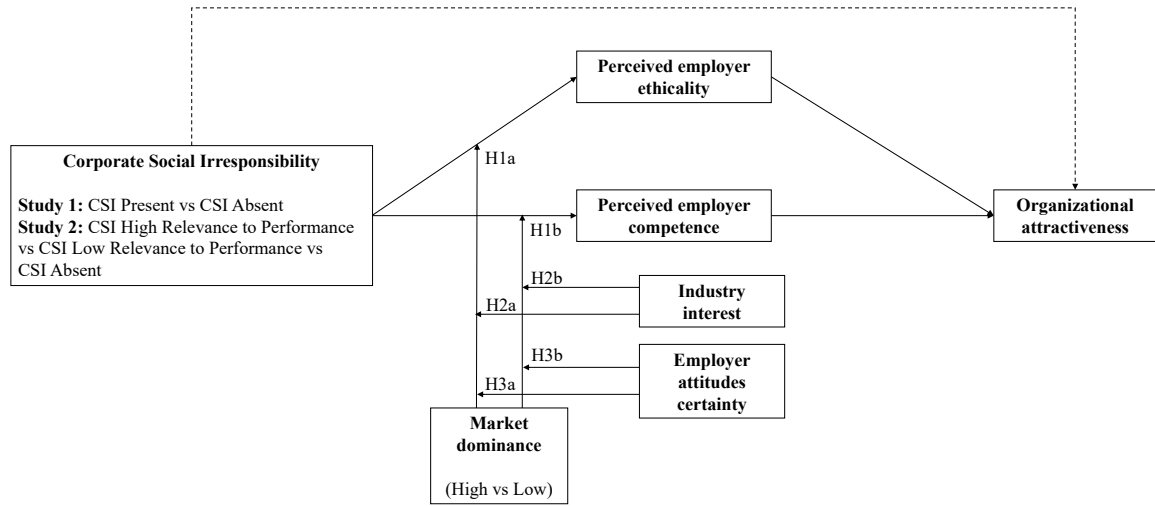 Perceived employer
ethicality
Corporate Social Irresponsibility
Study 1: CSI Present vs CSI Absent
Study 2: CSI High Relevance to Performance
vs CSI Low Relevance to Performance vs
CSI Absent
H1a
Perceived employer
competence
H1b
Organizational
attractiveness
H2b
H2a
Industry
interest
H3b
H3a
Employer
attitudes
certainty
Market
dominance
(High vs Low)